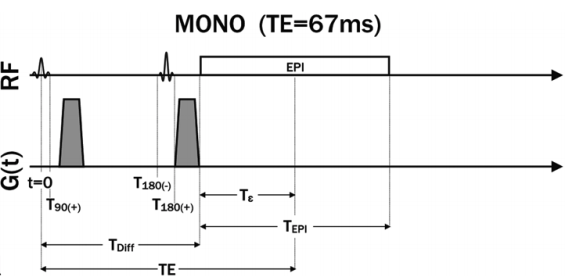 MONO (TE=67ms)
RF
EPI
G(t)
t=0
T90(+)
T180(-)
T180(+)
Tε
TEPI
TDiff
TE